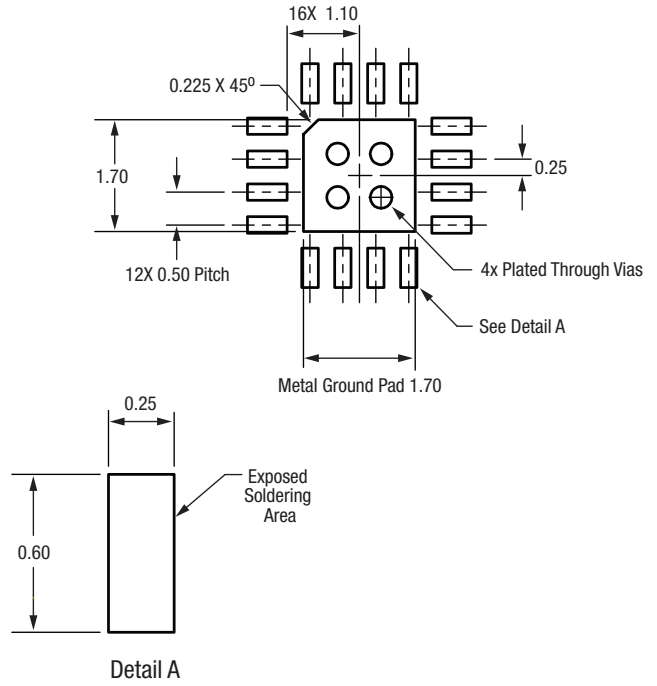 16X 1.10
0.225 X 45º
1.70
0.25
12X 0.50 Pitch
4x Plated Through Vias
See Detail A
Metal Ground Pad 1.70
0.25
Exposed
Soldering
Area
0.60
Detail A